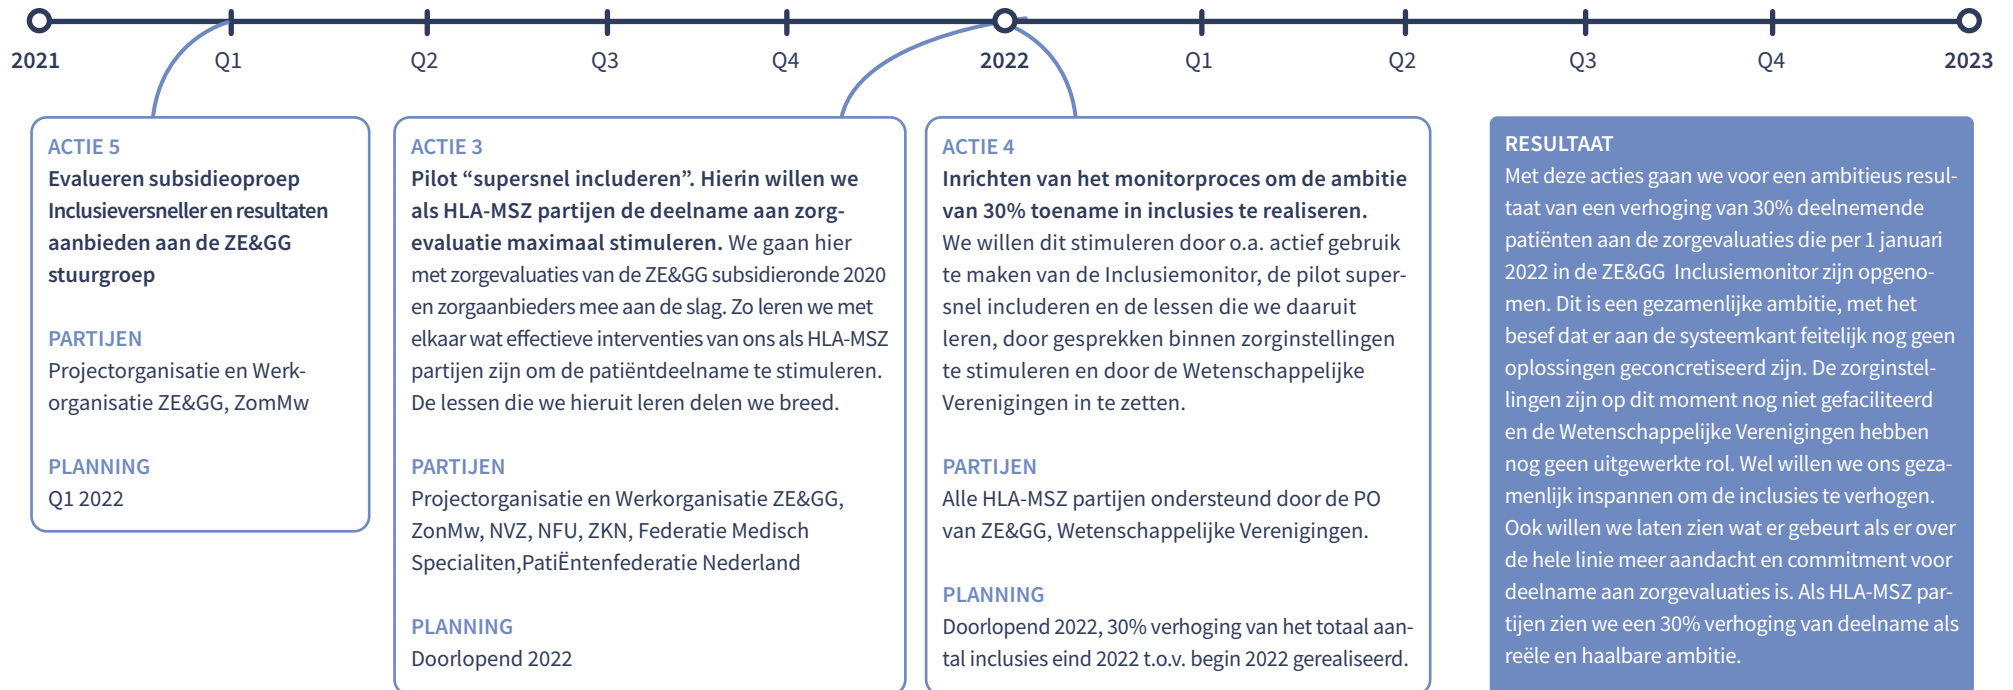 2021 Q1 Q2 Q3 Q4 2022 Q1 Q2 Q3 Q4 2023
ACTIE 5
Evalueren subsidieoproep
Inclusieversneller en resultaten
aanbieden aan de ZE&GG
stuurgroep
PARTIJEN
Projectorganisatie en Werk-
organisatie ZE&GG, ZomMw
PLANNING
Q1 2022
ACTIE 3
Pilot “supersnel includeren”. Hierin willen we
als HLA-MSZ partijen de deelname aan zorg-
evaluatie maximaal stimuleren. We gaan hier
met zorgevaluaties van de ZE&GG subsidieronde 2020
en zorgaanbieders mee aan de slag. Zo leren we met
elkaar wat effectieve interventies van ons als HLA-MSZ
partijen zijn om de patiëntdeelname te stimuleren.
De lessen die we hieruit leren delen we breed.
PARTIJEN
Projectorganisatie en Werkorganisatie ZE&GG,
ZonMw, NVZ, NFU, ZKN, Federatie Medisch
Specialiten,PatiËntenfederatie Nederland
PLANNING
Doorlopend 2022
ACTIE 4
Inrichten van het monitorproces om de ambitie
van 30% toename in inclusies te realiseren.
We willen dit stimuleren door o.a. actief gebruik
te maken van de Inclusiemonitor, de pilot super-
snel includeren en de lessen die we daaruit
leren, door gesprekken binnen zorginstellingen
te stimuleren en door de Wetenschappelijke
Verenigingen in te zetten.
PARTIJEN
Alle HLA-MSZ partijen ondersteund door de PO
van ZE&GG, Wetenschappelijke Verenigingen.
PLANNING
Doorlopend 2022, 30% verhoging van het totaal aan-
tal inclusies eind 2022 t.o.v. begin 2022 gerealiseerd.
RESULTAAT
Met deze acties gaan we voor een ambitieus resul-
taat van een verhoging van 30% deelnemende
patiënten aan de zorgevaluaties die per 1 januari
2022 in de ZE&GG Inclusiemonitor zijn opgeno-
men. Dit is een gezamenlijke ambitie, met het
besef dat er aan de systeemkant feitelijk nog geen
oplossingen geconcretiseerd zijn. De zorginstel-
lingen zijn op dit moment nog niet gefaciliteerd
en de Wetenschappelijke Verenigingen hebben
nog geen uitgewerkte rol. Wel willen we ons geza-
menlijk inspannen om de inclusies te verhogen.
Ook willen we laten zien wat er gebeurt als er over
de hele linie meer aandacht en commitment voor
deelname aan zorgevaluaties is. Als HLA-MSZ par-
tijen zien we een 30% verhoging van deelname als
reële en haalbare ambitie.